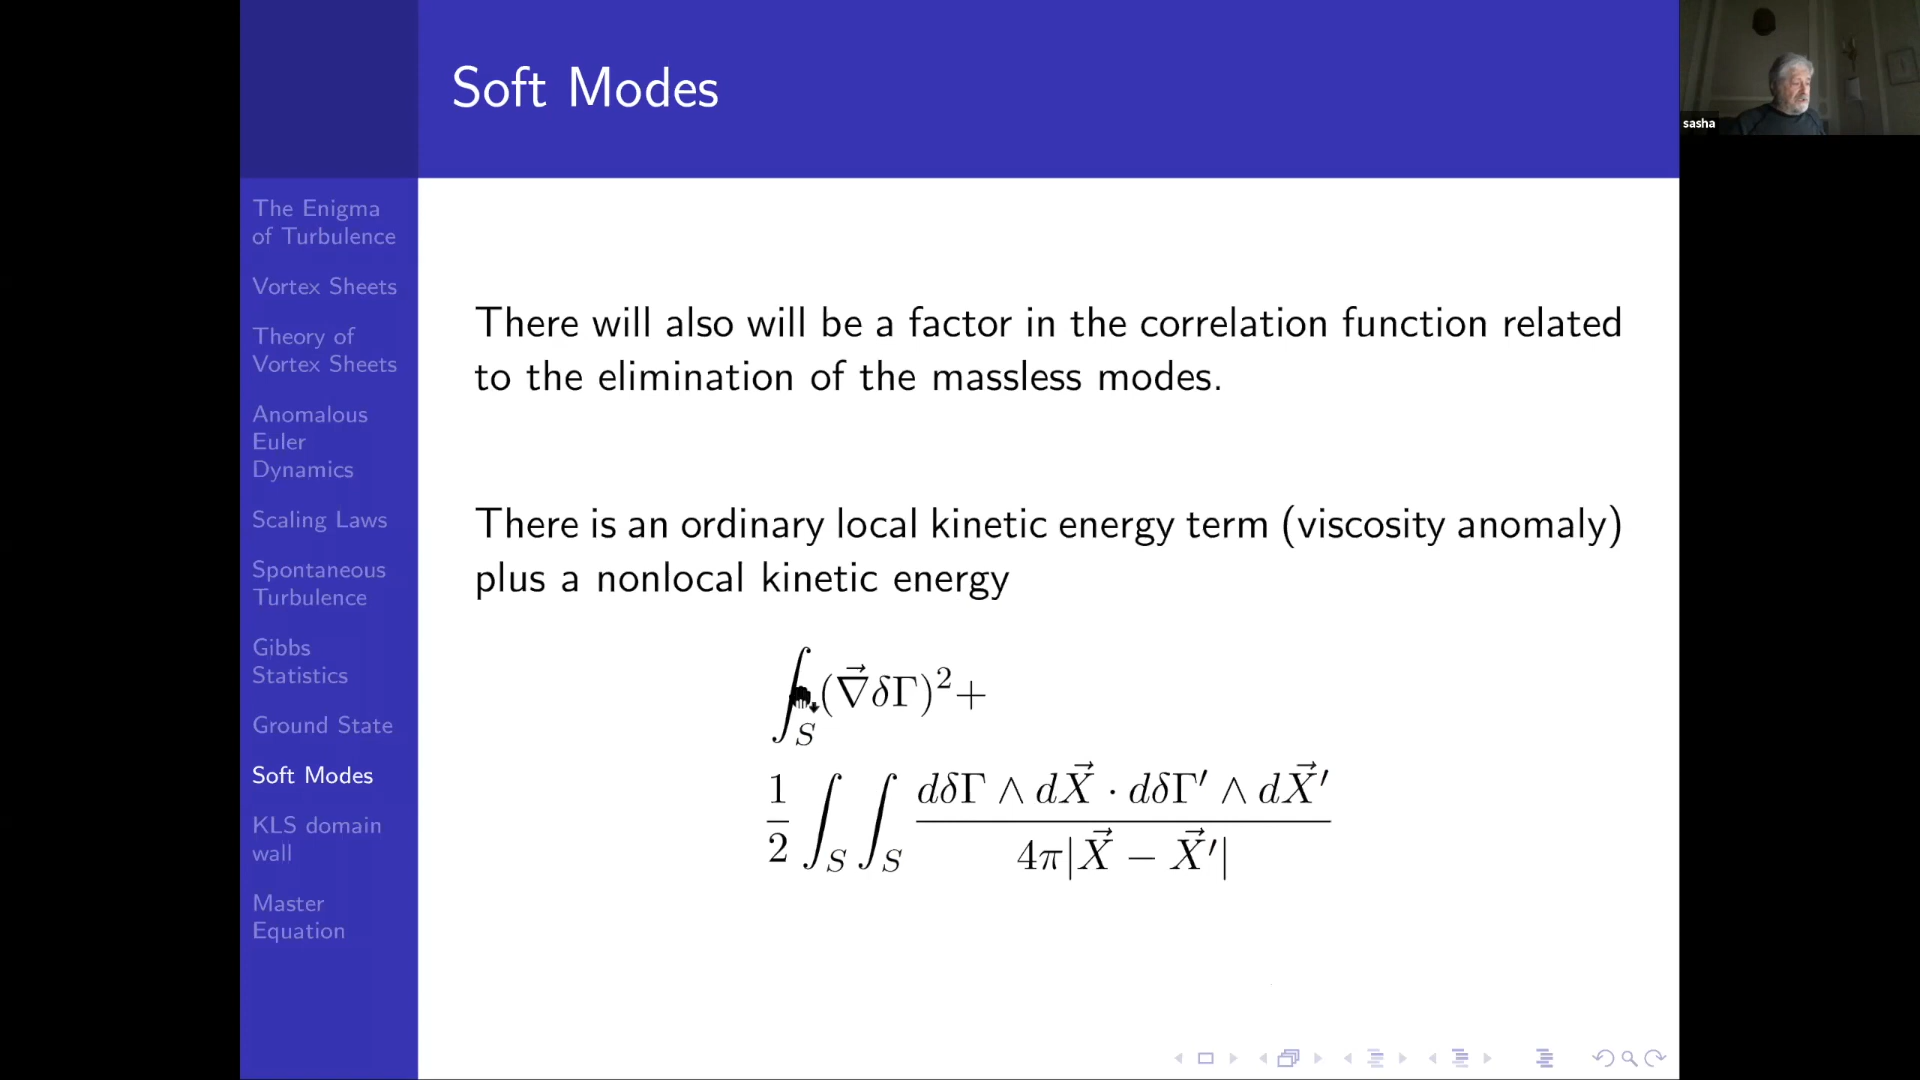 Soft Modes
sasha
The Enigma
of Turbulence
Vortex Sheets
Theory of
Vortex Sheets
Anomalous
Euler
Dynamics
Scaling Laws
Spontaneous
Turbulence
Gibbs
Statistics
Ground State
Soft Modes
KLS domain
wall
Master
Equation
There will also will be a factor in the correlation function related
to the elimination of the massless modes.
There is an ordinary local kinetic energy term (viscosity anomaly)
plus a nonlocal kinetic energy
∫_S (∇⃗δΓ)² +
1/2 ∫_S ∫_S (dδΓ ∧ dX⃗ · dδΓ′ ∧ dX⃗′) / (4π|X⃗ − X⃗′|)